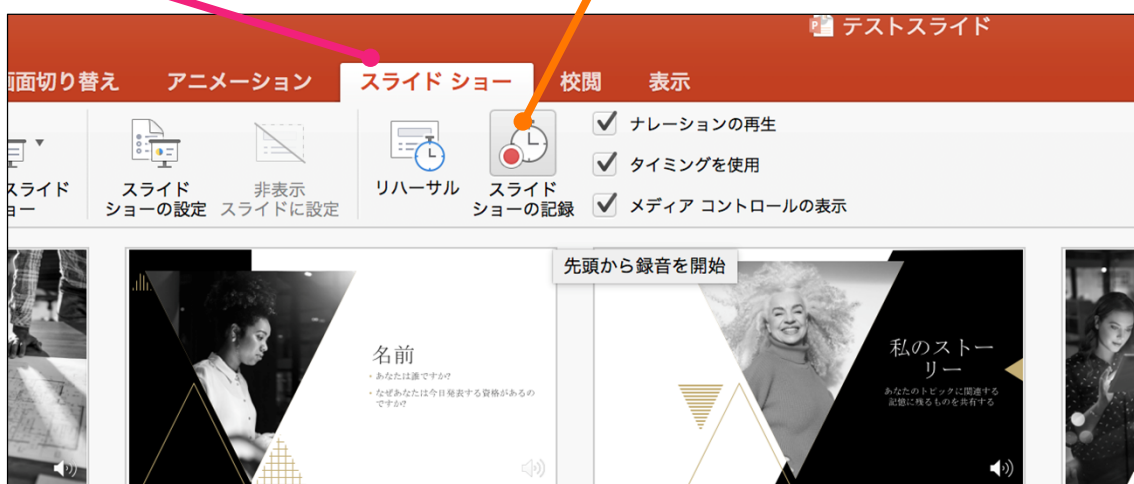 テストスライド
画面切り替え アニメーション スライド ショー 校閲 表示
ナレーションの再生
タイミングを使用
メディア コントロールの表示
スライド
スライド
ショーの設定
非表示
スライドに設定
リハーサル
スライド
ショーの記録
先頭から録音を開始
名前
あなたは誰ですか?
なぜあなたは今日発表する資格があるの
ですか?
私のストー
リー
あなたのトピックに関連する
記憶に残るものを共有する